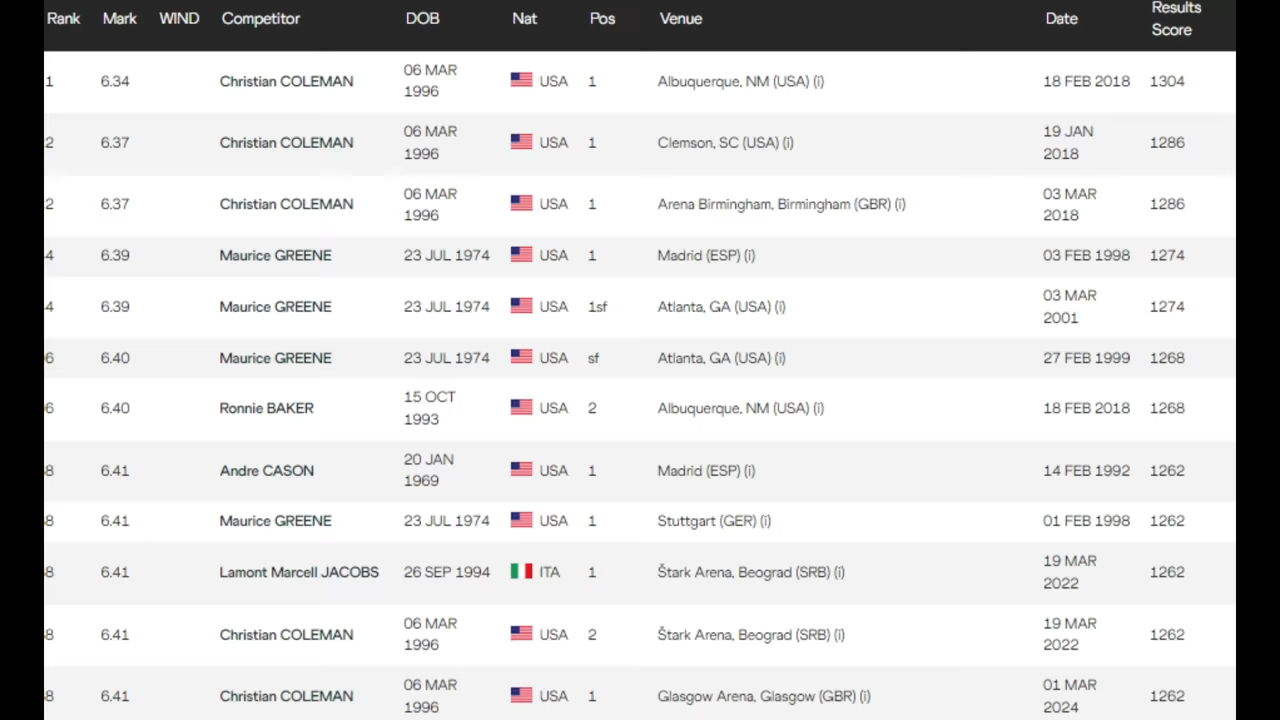 Rank Mark WIND Competitor DOB Nat Pos Venue Date Results Score
1 6.34 Christian COLEMAN 06 MAR 1996 USA 1 Albuquerque, NM (USA) (i) 18 FEB 2018 1304
2 6.37 Christian COLEMAN 06 MAR 1996 USA 1 Clemson, SC (USA) (i) 19 JAN 2018 1286
2 6.37 Christian COLEMAN 06 MAR 1996 USA 1 Arena Birmingham, Birmingham (GBR) (i) 03 MAR 2018 1286
4 6.39 Maurice GREENE 23 JUL 1974 USA 1 Madrid (ESP) (i) 03 FEB 1998 1274
4 6.39 Maurice GREENE 23 JUL 1974 USA 1sf Atlanta, GA (USA) (i) 03 MAR 2001 1274
6 6.40 Maurice GREENE 23 JUL 1974 USA sf Atlanta, GA (USA) (i) 27 FEB 1999 1268
6 6.40 Ronnie BAKER 15 OCT 1993 USA 2 Albuquerque, NM (USA) (i) 18 FEB 2018 1268
8 6.41 Andre CASON 20 JAN 1969 USA 1 Madrid (ESP) (i) 14 FEB 1992 1262
8 6.41 Maurice GREENE 23 JUL 1974 USA 1 Stuttgart (GER) (i) 01 FEB 1998 1262
8 6.41 Lamont Marcell JACOBS 26 SEP 1994 ITA 1 Štark Arena, Beograd (SRB) (i) 19 MAR 2022 1262
8 6.41 Christian COLEMAN 06 MAR 1996 USA 2 Štark Arena, Beograd (SRB) (i) 19 MAR 2022 1262
8 6.41 Christian COLEMAN 06 MAR 1996 USA 1 Glasgow Arena, Glasgow (GBR) (i) 01 MAR 2024 1262